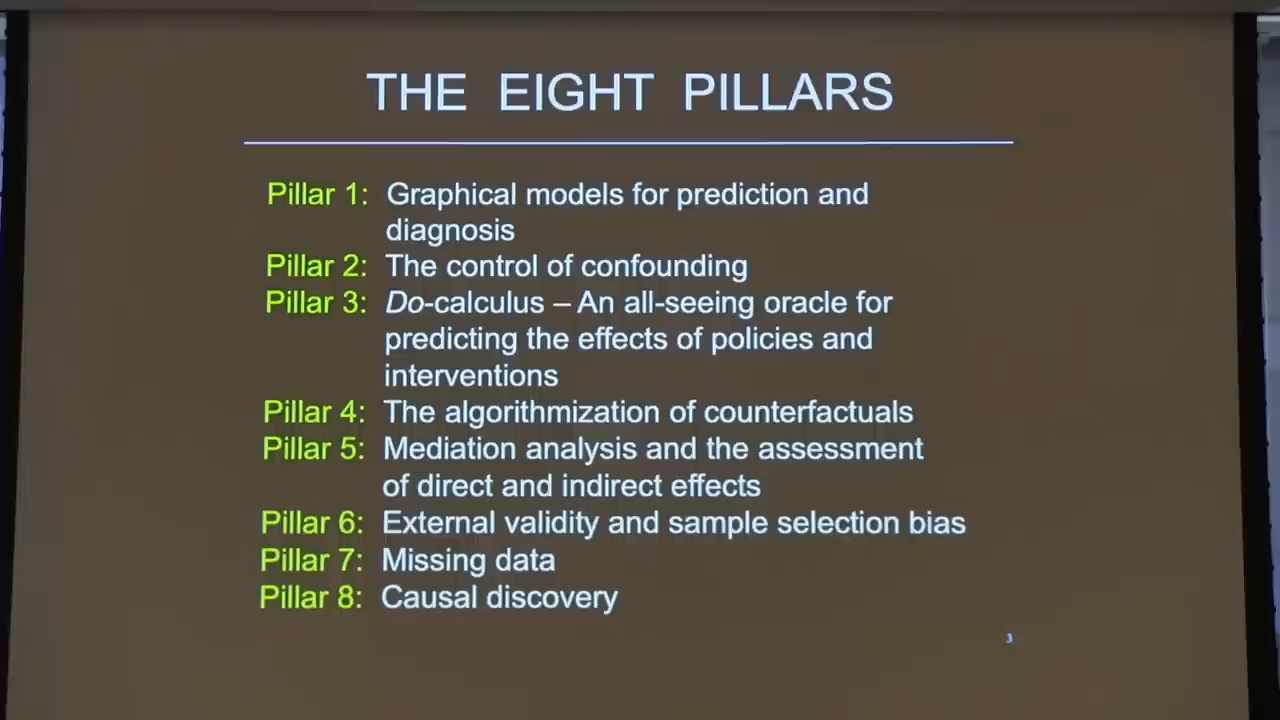 THE EIGHT PILLARS
Pillar 1: Graphical models for prediction and
diagnosis
Pillar 2: The control of confounding
Pillar 3: Do-calculus – An all-seeing oracle for
predicting the effects of policies and
interventions
Pillar 4: The algorithmization of counterfactuals
Pillar 5: Mediation analysis and the assessment
of direct and indirect effects
Pillar 6: External validity and sample selection bias
Pillar 7: Missing data
Pillar 8: Causal discovery
3